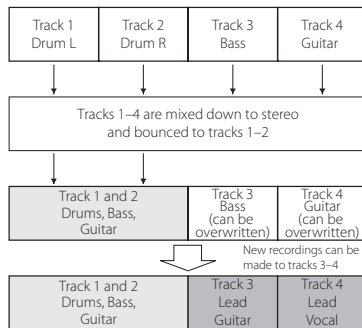 Track 1
Drum L
Track 2
Drum R
Track 3
Bass
Track 4
Guitar
Tracks 1–4 are mixed down to stereo
and bounced to tracks 1–2
Track 1 and 2
Drums, Bass,
Guitar
Track 3
Bass
(can be
overwritten)
Track 4
Guitar
(can be
overwritten)
New recordings can be
made to tracks 3–4
Track 1 and 2
Drums, Bass,
Guitar
Track 3
Lead
Guitar
Track 4
Lead
Vocal